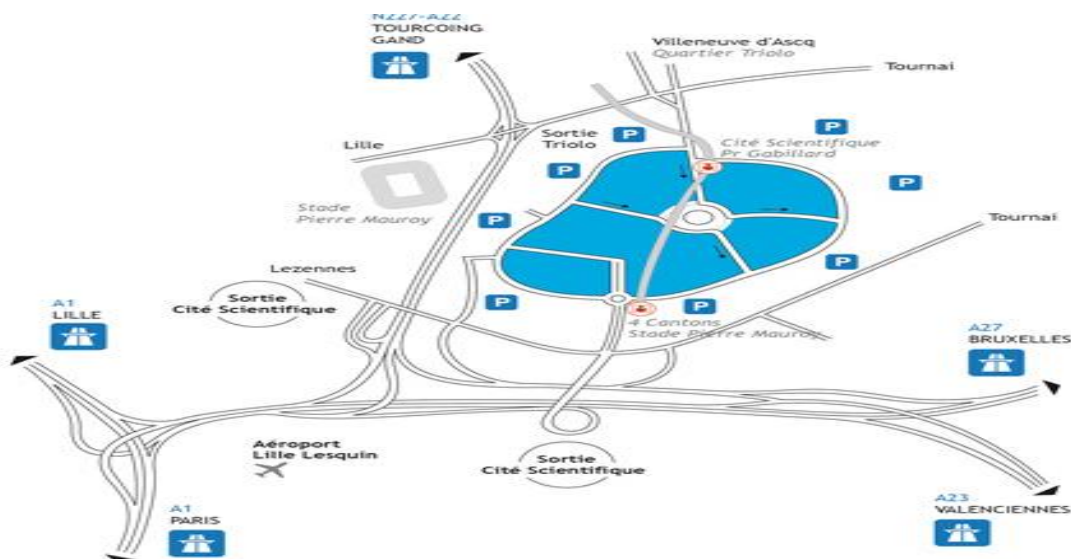 N227-A22
TOURCOING
GAND
Villeneuve d'Ascq
Quartier Triolo
Tournai
Lille
Sortie
Triolo
P
P
Cité Scientifique
Pr Gabillard
P
P
Stade
Pierre Mauroy
P
Tournai
Lezennes
P
Sortie
Cité Scientifique
P
P
4 Cantons
Stade Pierre Mauroy
A1
LILLE
A27
BRUXELLES
Aéroport
Lille Lesquin
Sortie
Cité Scientifique
A1
PARIS
A23
VALENCIENNES